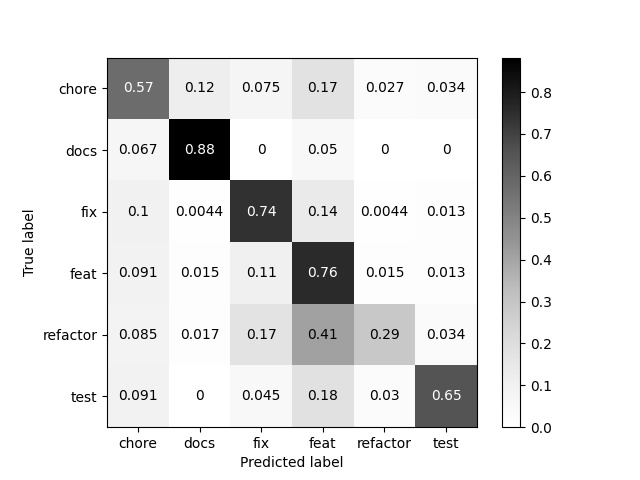 chore 0.57 0.12 0.075 0.17 0.027 0.034
docs 0.067 0.88 0 0.05 0 0
fix 0.1 0.0044 0.74 0.14 0.0044 0.013
feat 0.091 0.015 0.11 0.76 0.015 0.013
refactor 0.085 0.017 0.17 0.41 0.29 0.034
test 0.091 0 0.045 0.18 0.03 0.65
chore docs fix feat refactor test
Predicted label
True label
0.8
0.7
0.6
0.5
0.4
0.3
0.2
0.1
0.0